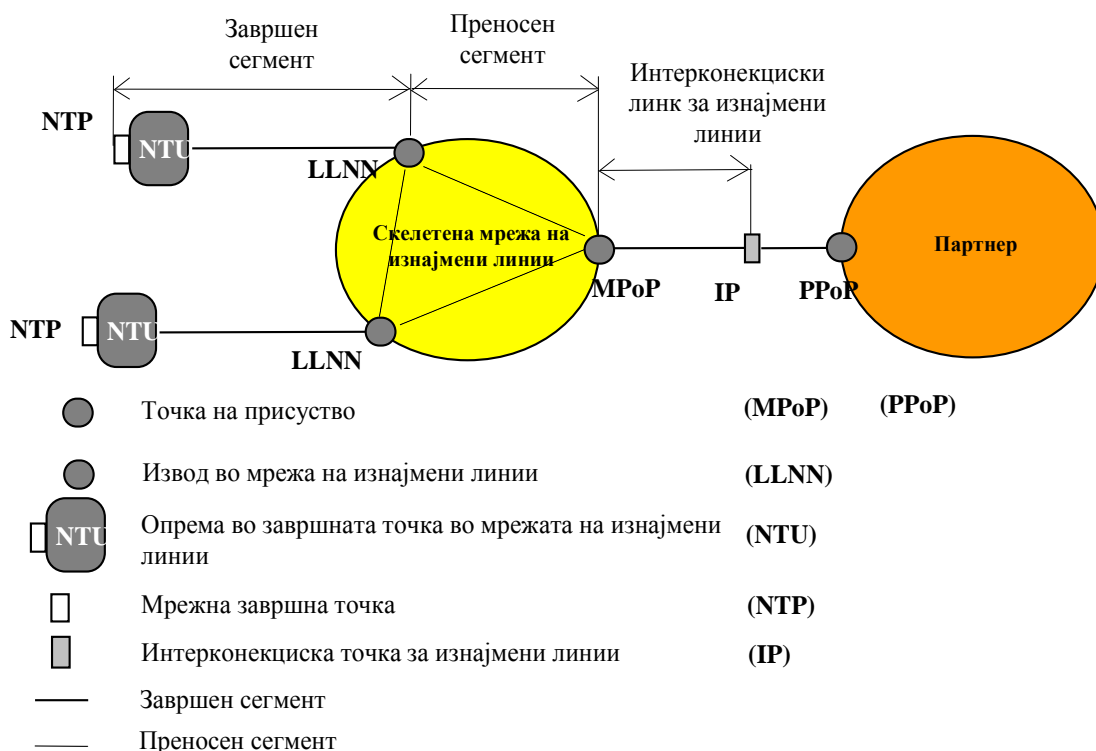 Завршен
сегмент
Преносен
сегмент
Интерконекциски
линк за изнајмени
линии
NTP
NTU
LLNN
Скелетена мрежа на
изнајмени линии
Партнер
MPoP
IP
PPoP
NTP
NTU
LLNN
Точка на присуство
(MPoP)
(PPoP)
Извод во мрежа на изнајмени линии
(LLNN)
NTU
Опрема во завршната точка во мрежата на изнајмени
линии
(NTU)
Мрежна завршна точка
(NTP)
Интерконекциска точка за изнајмени линии
(IP)
Завршен сегмент
Преносен сегмент